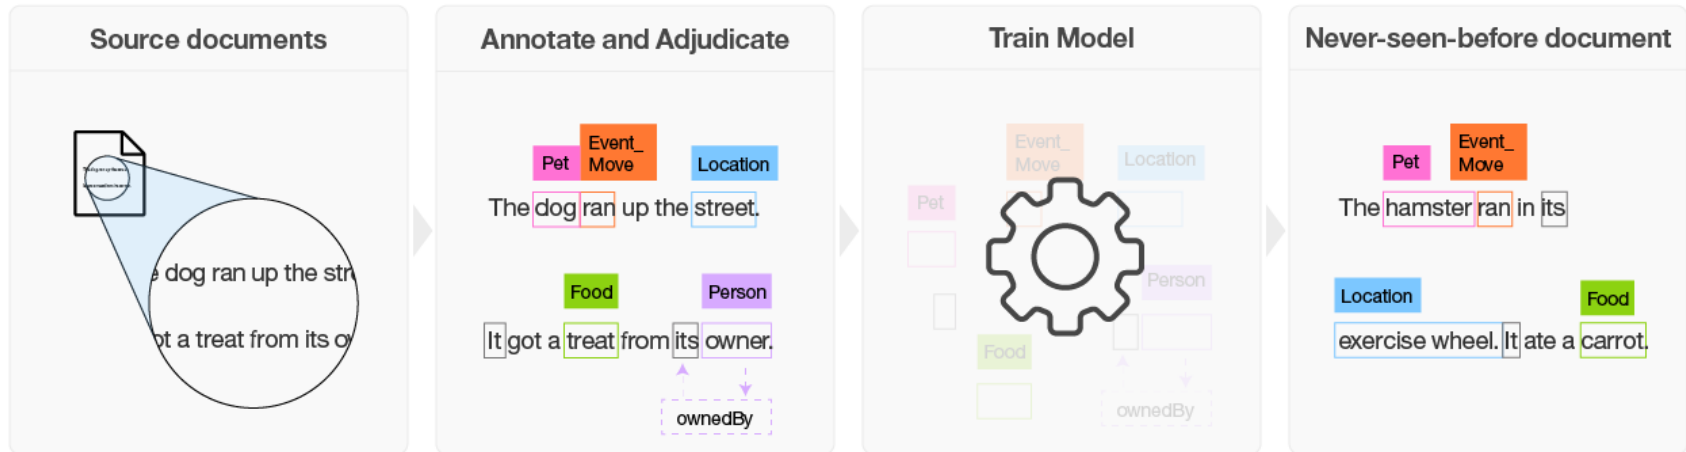 Source documents
e dog ran up the stre
ot a treat from its ow
Annotate and Adjudicate
Pet
Event_
Move
Location
The dog ran up the street.
Food
Person
It got a treat from its owner.
ownedBy
Train Model
Event_
Move
Location
Pet
Person
Food
ownedBy
Never-seen-before document
Pet
Event_
Move
The hamster ran in its
Location
Food
exercise wheel. It ate a carrot.